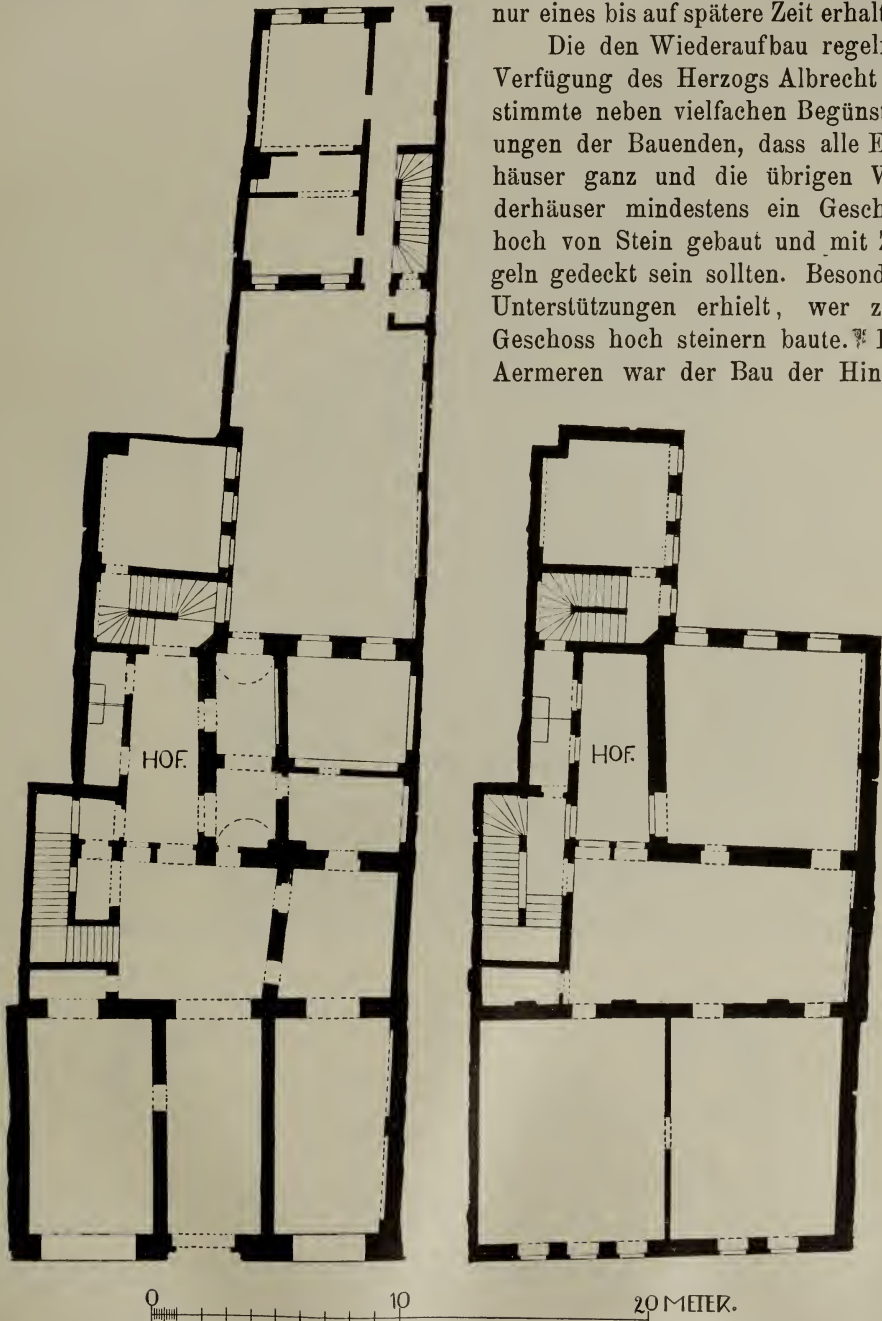 nur eines bis auf spätere Zeit erhalt
Die den Wiederaufbau regel
Verfügung des Herzogs Albrecht
stimmte neben vielfachen Begünst
ungen der Bauenden, dass alle E
häuser ganz und die übrigen V
derhäuser mindestens ein Gesch
hoch von Stein gebaut und mit
geln gedeckt sein sollten. Besond
Unterstützungen erhielt, wer z
Geschoss hoch steinern baute.
Aermeren war der Bau der Hin
HOF.
HOF.
0 10 20 METER.